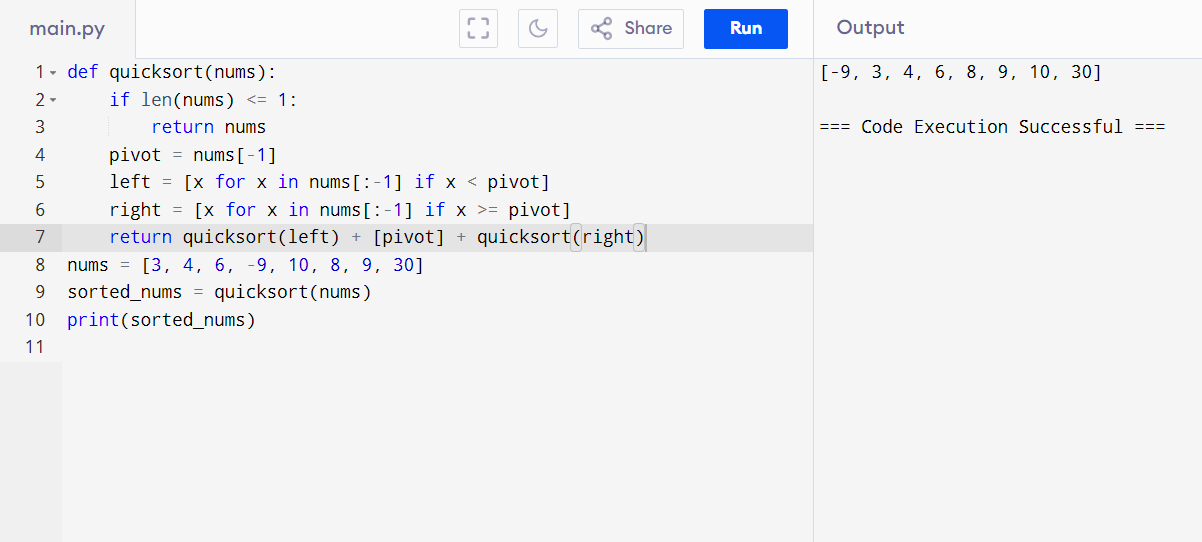 main.py
Share
Run
Output
1 def quicksort(nums):
2     if len(nums) <= 1:
3         return nums
4     pivot = nums[-1]
5     left = [x for x in nums[:-1] if x < pivot]
6     right = [x for x in nums[:-1] if x >= pivot]
7     return quicksort(left) + [pivot] + quicksort(right)
8 nums = [3, 4, 6, -9, 10, 8, 9, 30]
9 sorted_nums = quicksort(nums)
10 print(sorted_nums)
11
[-9, 3, 4, 6, 8, 9, 10, 30]
=== Code Execution Successful ===